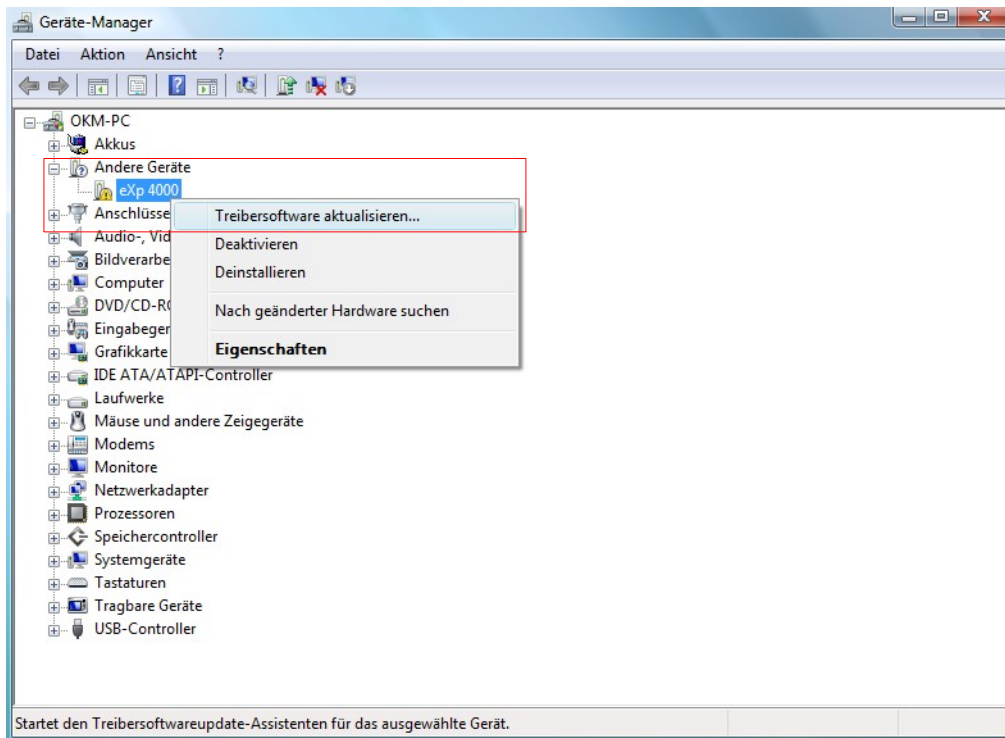 Geräte-Manager
Datei Aktion Ansicht ?
OKM-PC
Akkus
Andere Geräte
eXp 4000
Anschlüsse
Audio-, Vid
Bildverarbe
Computer
DVD/CD-R
Eingabeger
Grafikkarte
IDE ATA/ATAPI-Controller
Laufwerke
Mäuse und andere Zeigegeräte
Modems
Monitore
Netzwerkadapter
Prozessoren
Speichercontroller
Systemgeräte
Tastaturen
Tragbare Geräte
USB-Controller
Treibersoftware aktualisieren...
Deaktivieren
Deinstallieren
Nach geänderter Hardware suchen
Eigenschaften
Startet den Treibersoftwareupdate-Assistenten für das ausgewählte Gerät.